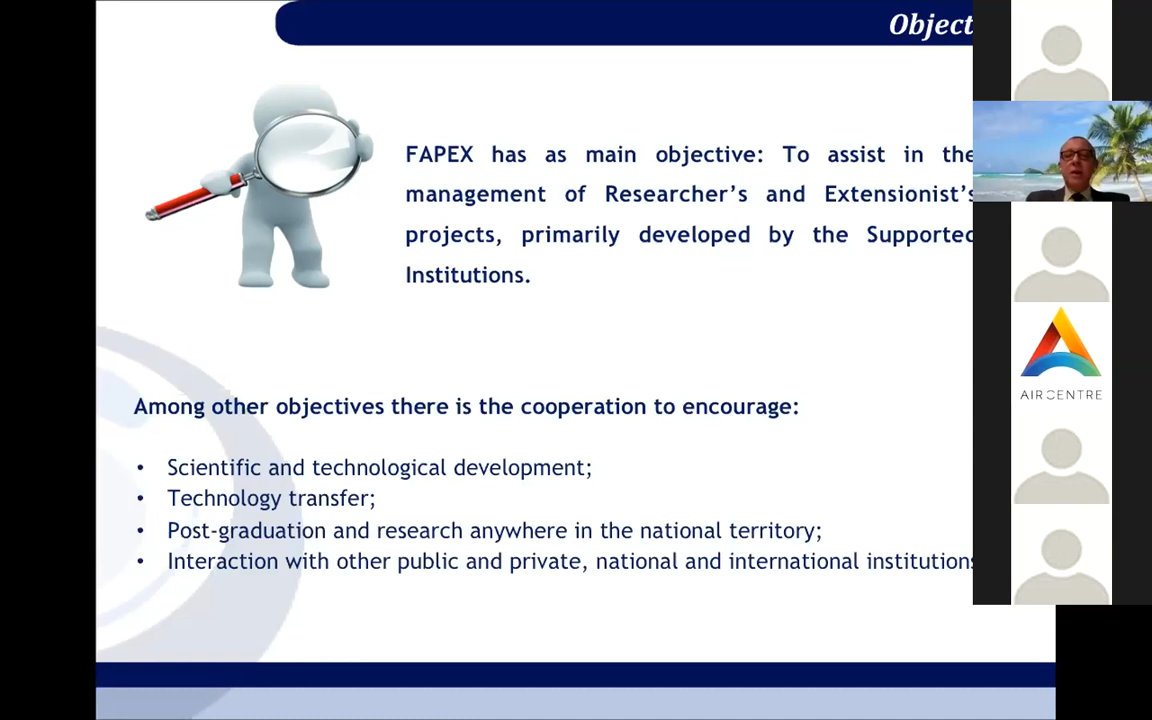 Object
FAPEX has as main objective: To assist in the
management of Researcher’s and Extensionist’s
projects, primarily developed by the Supported
Institutions.
Among other objectives there is the cooperation to encourage:
• Scientific and technological development;
• Technology transfer;
• Post-graduation and research anywhere in the national territory;
• Interaction with other public and private, national and international institutions
AIR CENTRE